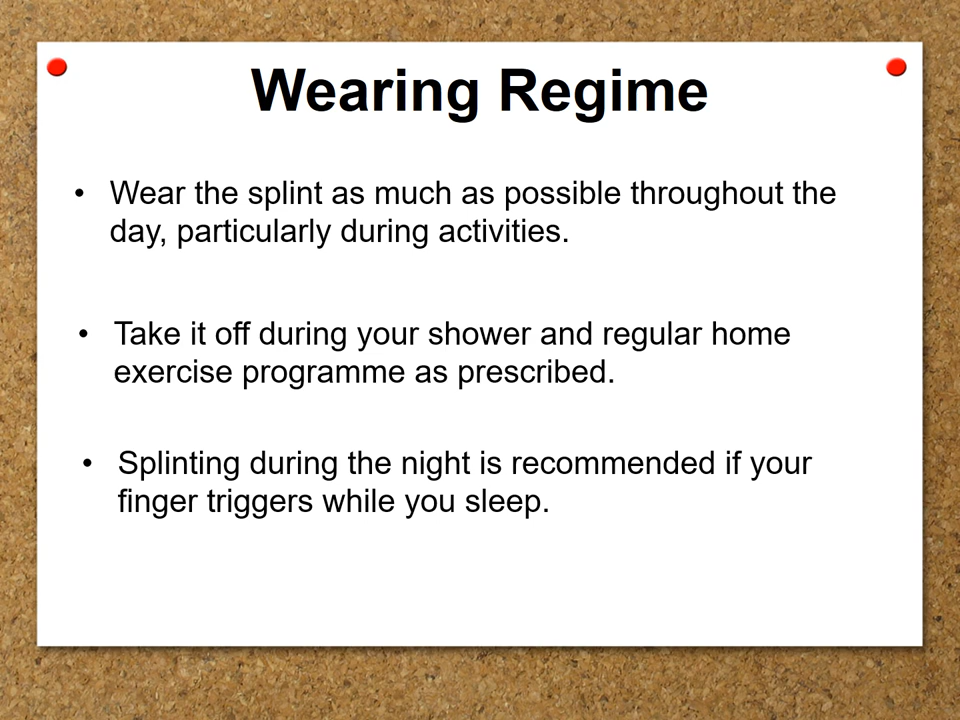 Wearing Regime
• Wear the splint as much as possible throughout the
day, particularly during activities.
• Take it off during your shower and regular home
exercise programme as prescribed.
• Splinting during the night is recommended if your
finger triggers while you sleep.